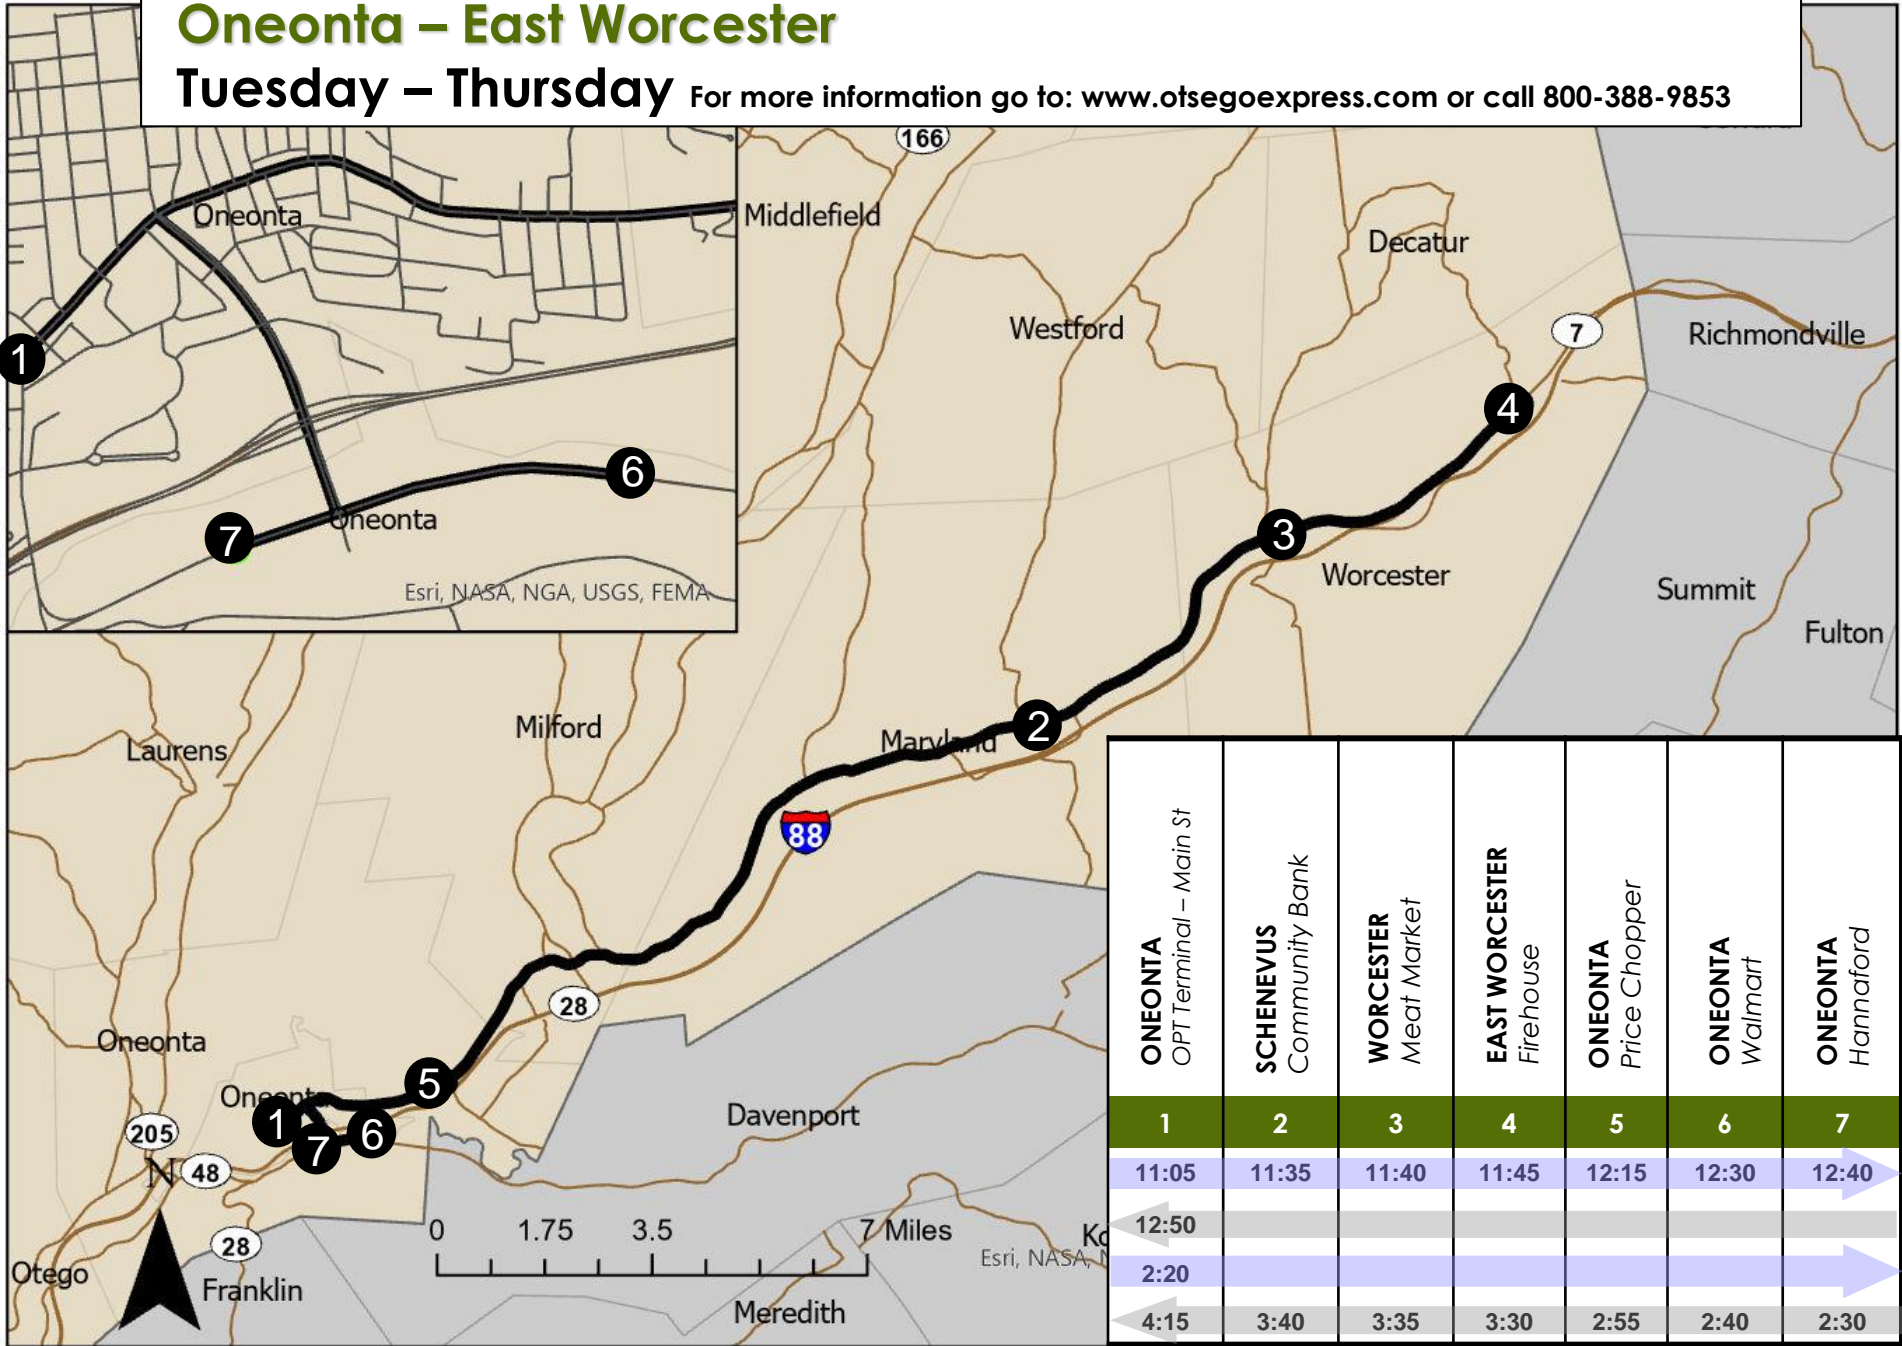 Oneonta – East Worcester
Tuesday – Thursday For more information go to: www.otsegoexpress.com or call 800-388-9853
166
Oneonta
Middlefield
Decatur
Westford
7
Richmondville
1
4
6
7
Oneonta
3
Esri, NASA, NGA, USGS, FEMA
Worcester
Summit
Fulton
Laurens
Milford
2
Maryland
88
28
Oneonta
5
Oneonta
1
7
6
205
48
N
Davenport
28
0 1.75 3.5 7 Miles
Esri, NASA,
Otego
Franklin
Meredith
ONEONTA
OPT Terminal – Main St
SCHENEVUS
Community Bank
WORCESTER
Meat Market
EAST WORCESTER
Firehouse
ONEONTA
Price Chopper
ONEONTA
Walmart
ONEONTA
Hannaford
1 2 3 4 5 6 7
11:05 11:35 11:40 11:45 12:15 12:30 12:40
12:50
2:20
4:15 3:40 3:35 3:30 2:55 2:40 2:30